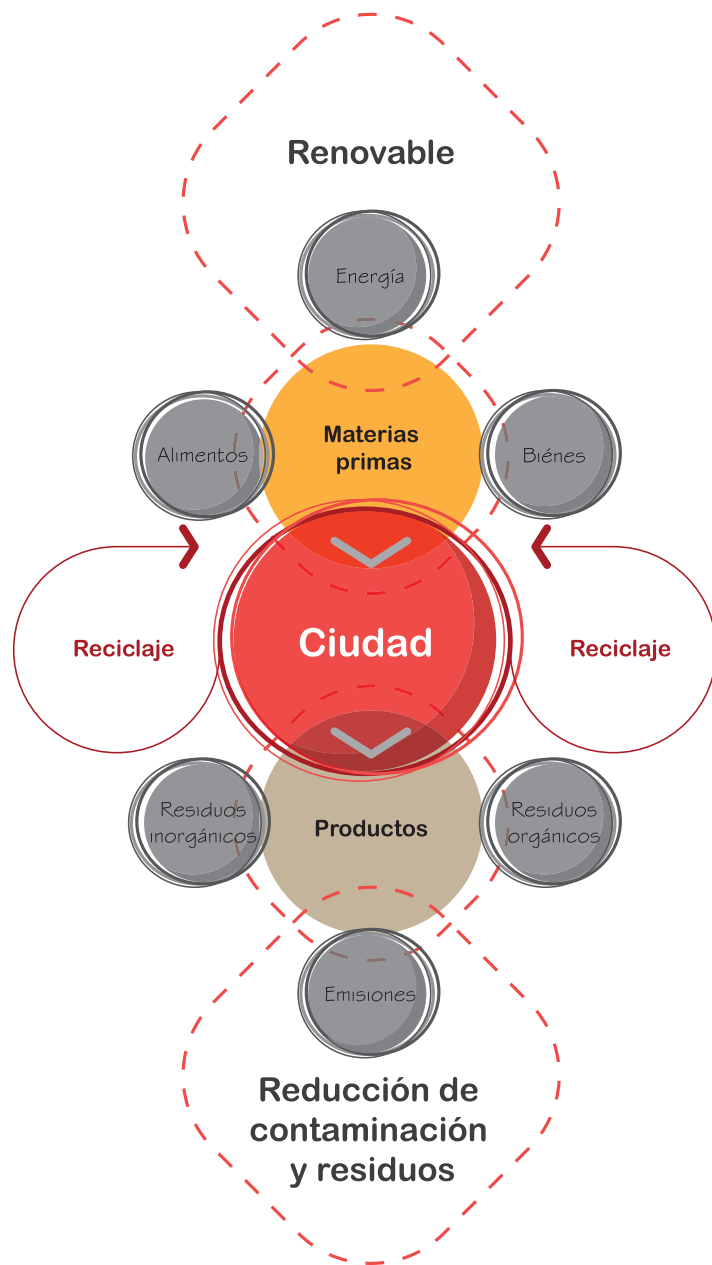 Renovable
Energía
Materias
primas
Alimentos
Biénes
Ciudad
Reciclaje
Reciclaje
Residuos
inorgánicos
Productos
Residuos
orgánicos
Emisiones
Reducción de
contaminación
y residuos